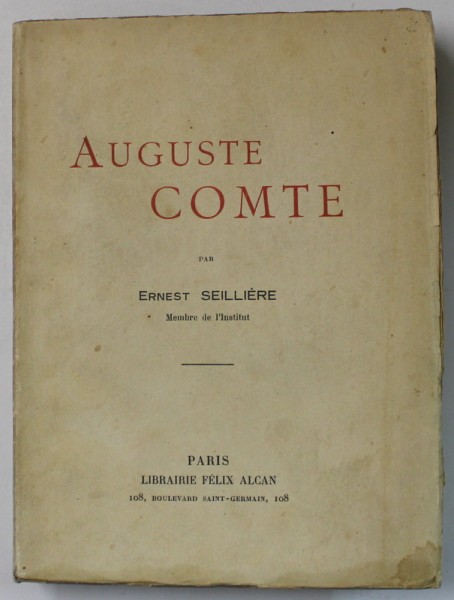 AUGUSTE
COMTE
PAR
ERNEST SEILLIÈRE
Membre de l'Institut
PARIS
LIBRAIRIE FÉLIX ALCAN
108, BOULEVARD SAINT-GERMAIN, 108